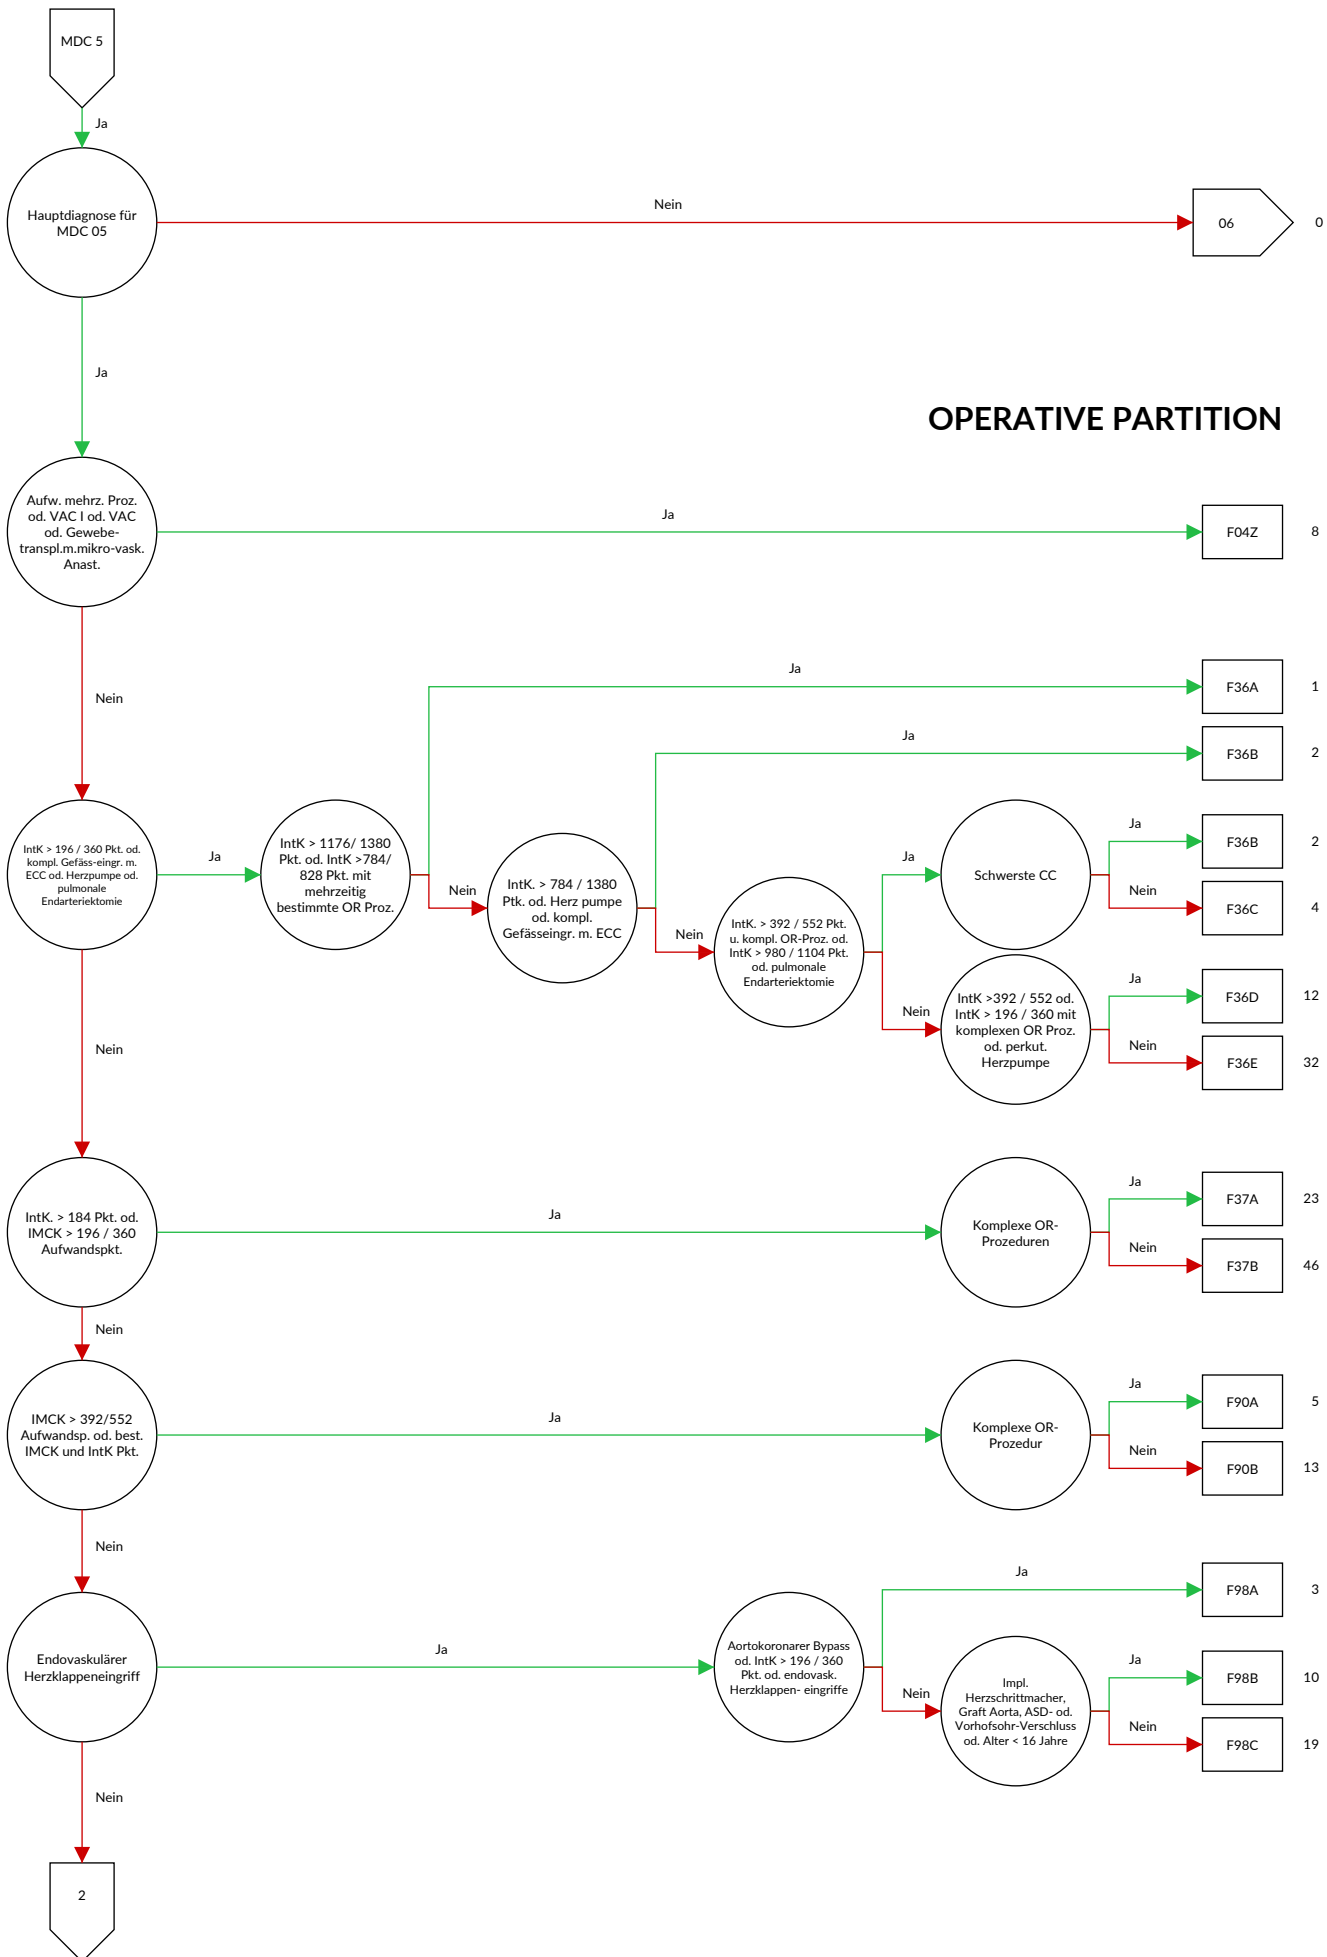 MDC 5
Ja
Hauptdiagnose für
MDC 05
Nein
06
0
Ja
OPERATIVE PARTITION
Aufw. mehrz. Proz.
od. VAC I od. VAC
od. Gewebe-
transpl.m.mikro-vask.
Anast.
Ja
F04Z
8
Nein
Ja
F36A
1
Ja
F36B
2
IntK > 196 / 360 Pkt. od.
kompl. Gefäss-eingr. m.
ECC od. Herzpumpe od.
pulmonale
Endarteriektomie
Ja
IntK > 1176/ 1380
Pkt. od. IntK >784/
828 Pkt. mit
mehrzeitig
bestimmte OR Proz.
Nein
IntK. > 784 / 1380
Ptk. od. Herz pumpe
od. kompl.
Gefässeingr. m. ECC
Nein
IntK. > 392 / 552 Pkt.
u. kompl. OR-Proz. od.
IntK > 980 / 1104 Pkt.
od. pulmonale
Endarteriektomie
Ja
Schwerste CC
Ja
F36B
2
Nein
F36C
4
Nein
IntK >392 / 552 od.
IntK > 196 / 360 mit
komplexen OR Proz.
od. perkut.
Herzpumpe
Ja
F36D
12
Nein
F36E
32
Nein
IntK. > 184 Pkt. od.
IMCK > 196 / 360
Aufwandspkt.
Ja
Komplexe OR-
Prozeduren
Ja
F37A
23
Nein
F37B
46
Nein
IMCK > 392/552
Aufwandsp. od. best.
IMCK und IntK Pkt.
Ja
Komplexe OR-
Prozedur
Ja
F90A
5
Nein
F90B
13
Nein
Endovaskulärer
Herzklappeneingriff
Ja
Aortokoronarer Bypass
od. IntK > 196 / 360
Pkt. od. endovask.
Herzklappen- eingriffe
Ja
F98A
3
Nein
Impl.
Herzschrittmacher,
Graft Aorta, ASD- od.
Vorhofsohr-Verschluss
od. Alter < 16 Jahre
Ja
F98B
10
Nein
F98C
19
Nein
2